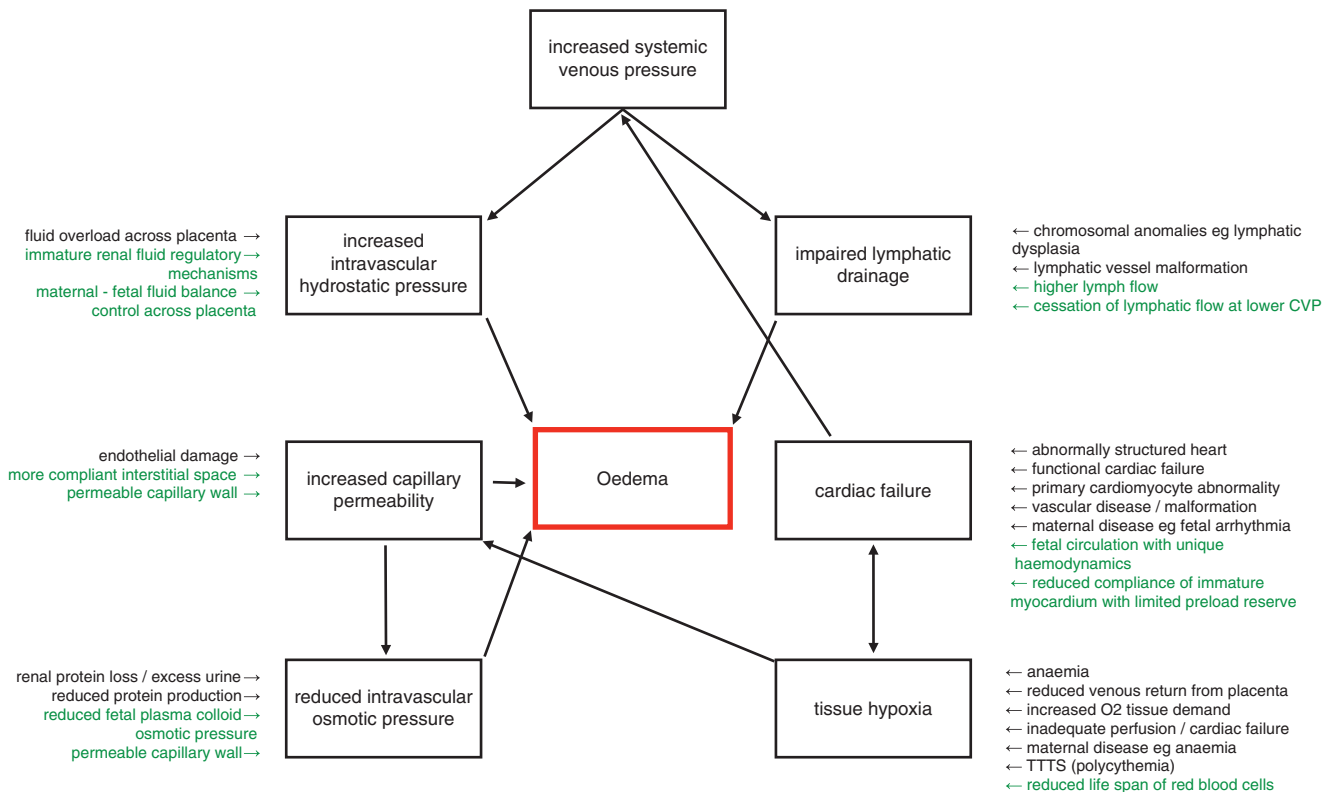 increased systemic
venous pressure
fluid overload across placenta →
immature renal fluid regulatory →
mechanisms
maternal - fetal fluid balance →
control across placenta
increased
intravascular
hydrostatic pressure
impaired lymphatic
drainage
← chromosomal anomalies eg lymphatic
dysplasia
← lymphatic vessel malformation
← higher lymph flow
← cessation of lymphatic flow at lower CVP
endothelial damage →
more compliant interstitial space →
permeable capillary wall →
increased capillary
permeability
Oedema
cardiac failure
← abnormally structured heart
← functional cardiac failure
← primary cardiomyocyte abnormality
← vascular disease / malformation
← maternal disease eg fetal arrhythmia
← fetal circulation with unique
haemodynamics
← reduced compliance of immature
myocardium with limited preload reserve
renal protein loss / excess urine →
reduced protein production →
reduced fetal plasma colloid →
osmotic pressure
permeable capillary wall →
reduced intravascular
osmotic pressure
tissue hypoxia
← anaemia
← reduced venous return from placenta
← increased O2 tissue demand
← inadequate perfusion / cardiac failure
← maternal disease eg anaemia
← TTTS (polycythemia)
← reduced life span of red blood cells